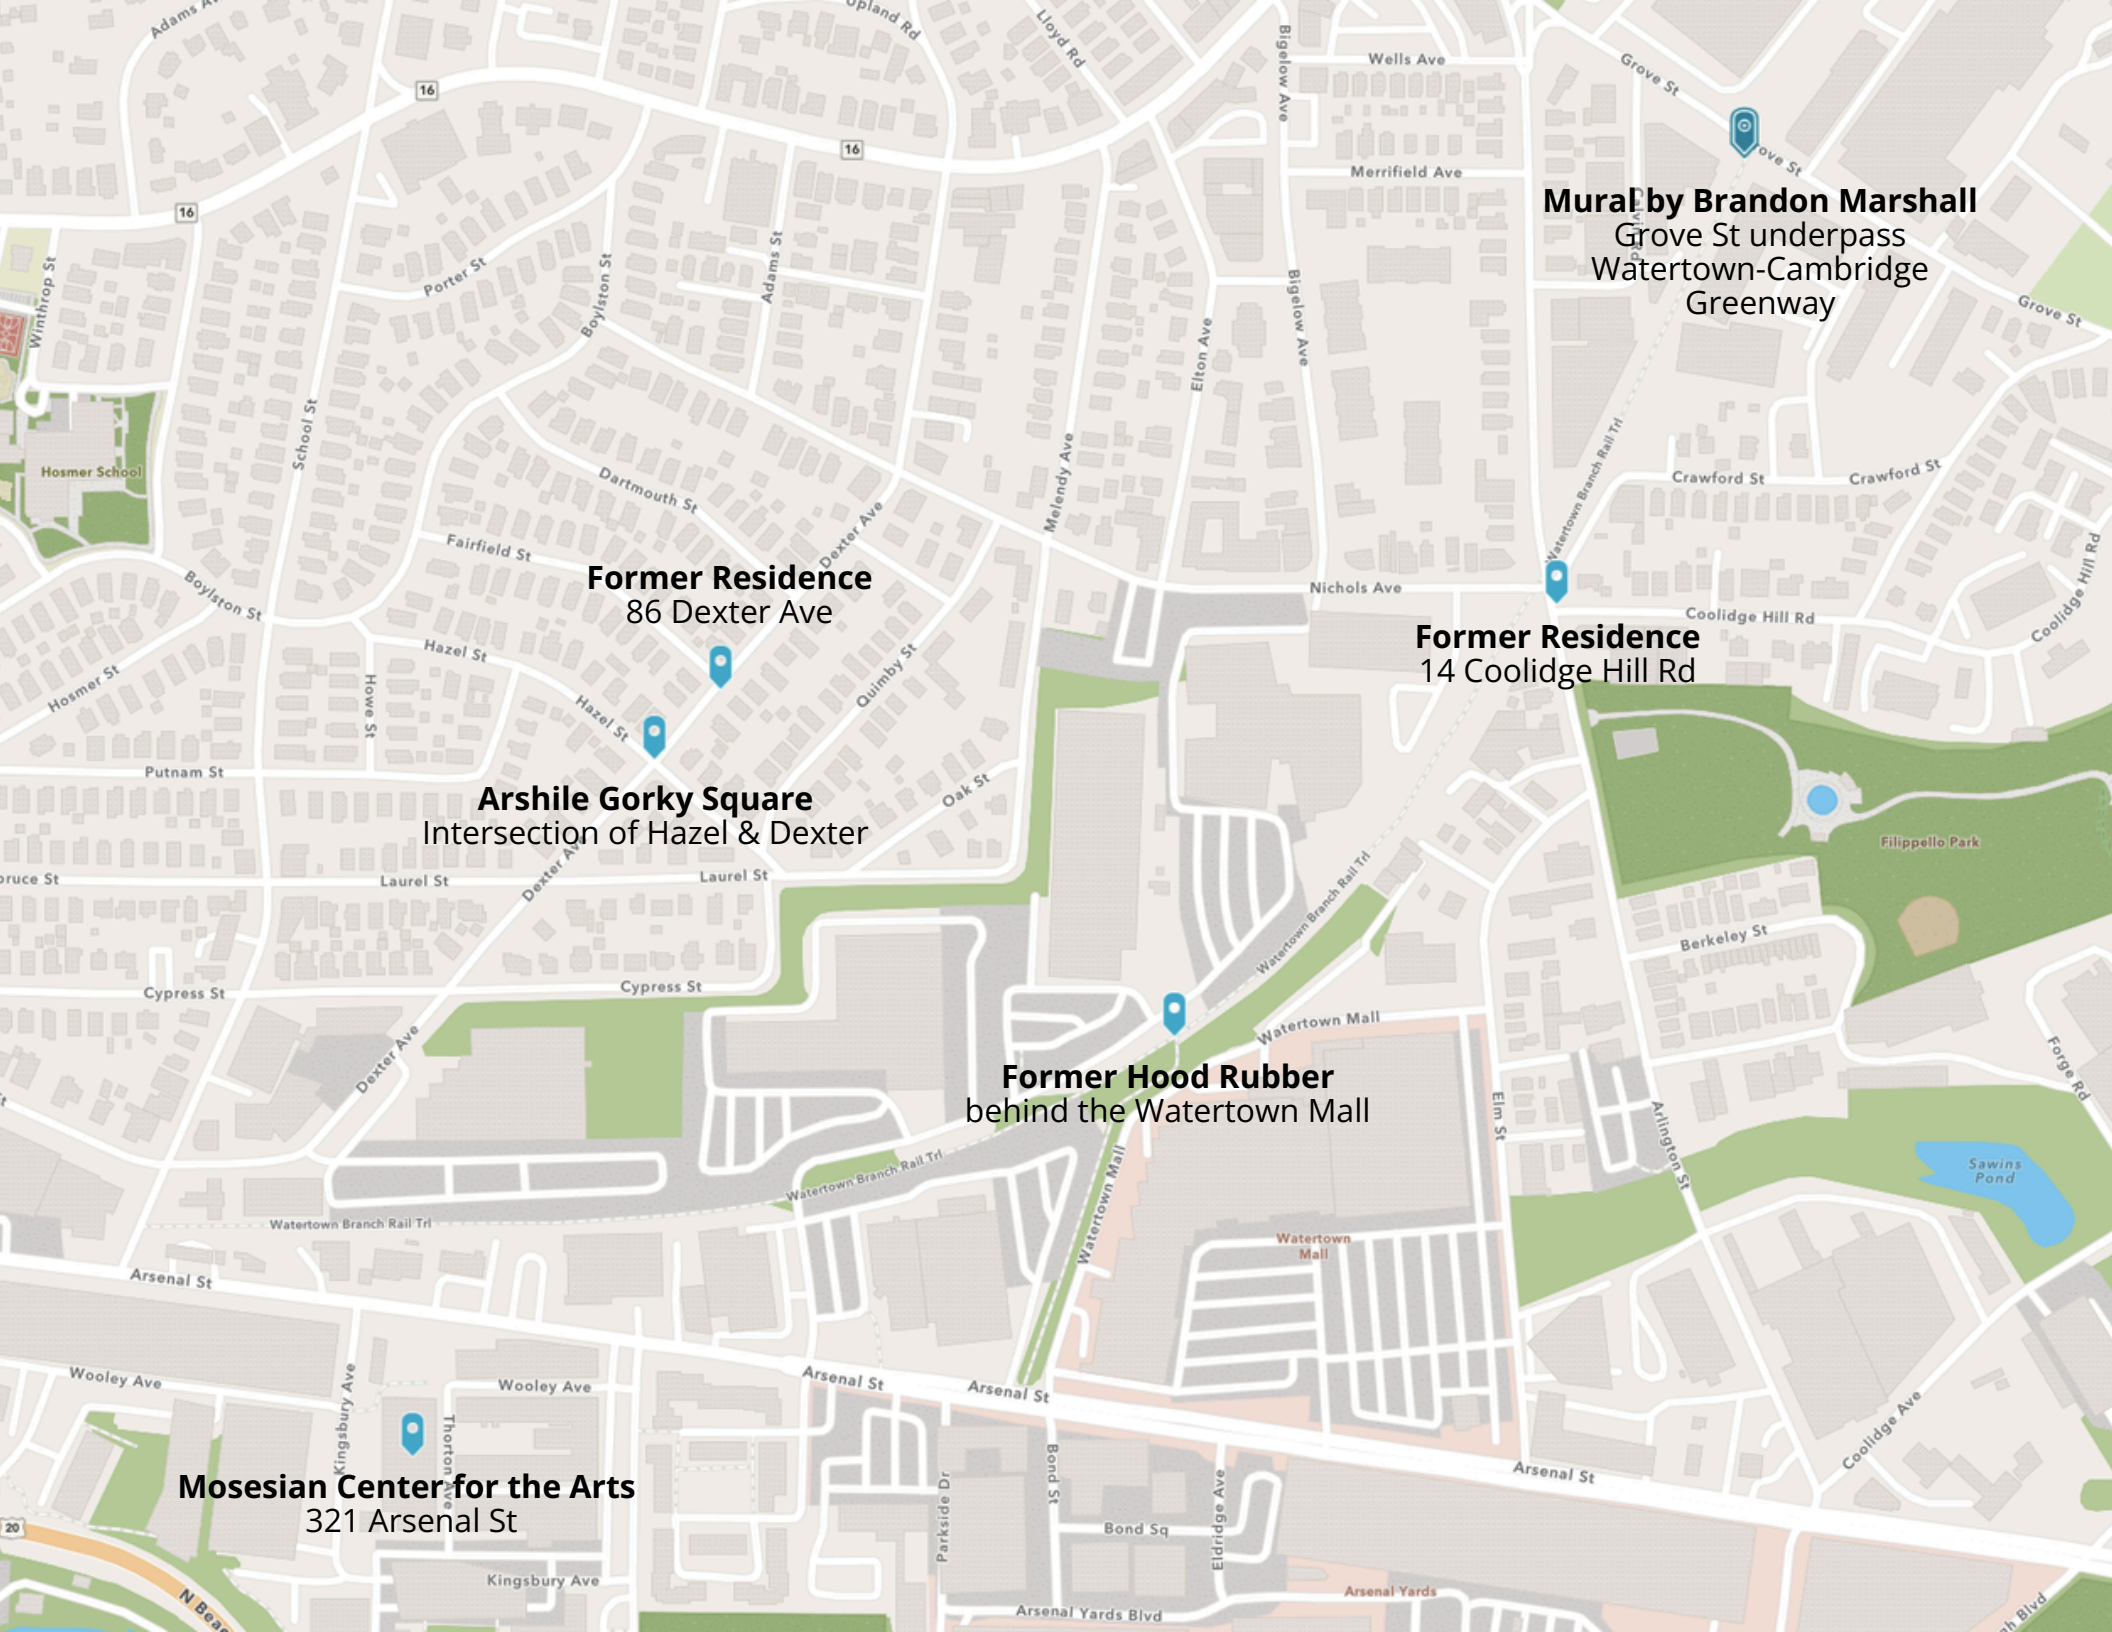 Adams A
Upland Rd
Lloyd Rd
Bigelow Ave
Wells Ave
Grove St
16
16
16
ove St
Merrifield Ave
Mural by Brandon Marshall
Grove St underpass
Watertown-Cambridge
Greenway
Winthrop St
Porter St
Boylston St
Adams St
Elton Ave
Bigelow Ave
Grove St
School St
Melendy Ave
Hosmer School
Dartmouth St
Dexter Ave
Watertown Branch Rail Trl
Crawford St
Crawford St
Fairfield St
Coolidge Hill Rd
Former Residence
86 Dexter Ave
Boylston St
Nichols Ave
Coolidge Hill Rd
Former Residence
14 Coolidge Hill Rd
Hazel St
Hosmer St
Howe St
Hazel St
Quimby St
Putnam St
Arshile Gorky Square
Intersection of Hazel & Dexter
Oak St
Filippello Park
pruce St
Laurel St
Dexter Av
Laurel St
Watertown Branch Rail Trl
Berkeley St
Cypress St
Cypress St
Watertown Mall
Dexter Ave
Former Hood Rubber
behind the Watertown Mall
Forge Rd
Elm St
Arlington St
Sawins
Pond
Watertown Branch Rail Trl
Watertown Mall
Watertown Branch Rail Trl
Watertown
Mall
Arsenal St
Wooley Ave
Kingsbury Ave
Wooley Ave
Arsenal St
Arsenal St
Thorton Ave
Coolidge Ave
Mosesian Center for the Arts
321 Arsenal St
Parkside Dr
Bond St
Eldridge Ave
Arsenal St
20
Bond Sq
N Beac
Kingsbury Ave
Arsenal Yards
Arsenal Yards Blvd
h Blvd